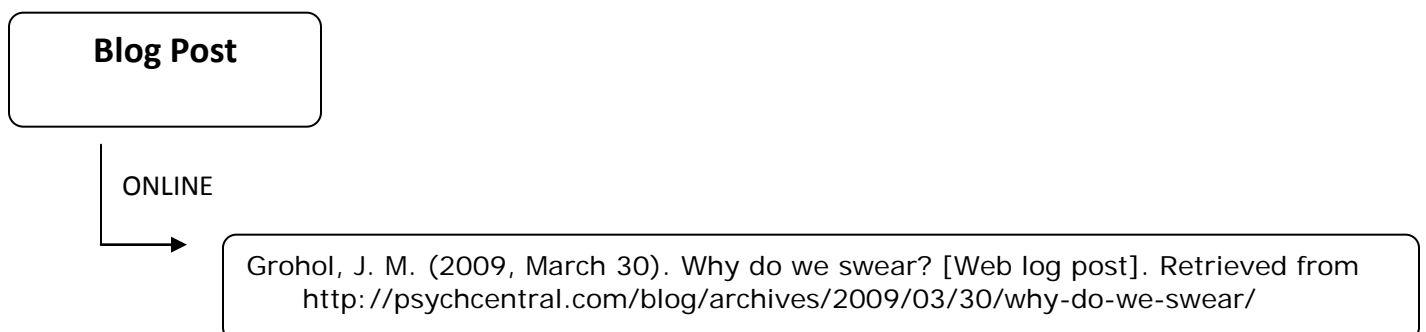 Blog Post
ONLINE
Grohol, J. M. (2009, March 30). Why do we swear? [Web log post]. Retrieved from
http://psychcentral.com/blog/archives/2009/03/30/why-do-we-swear/